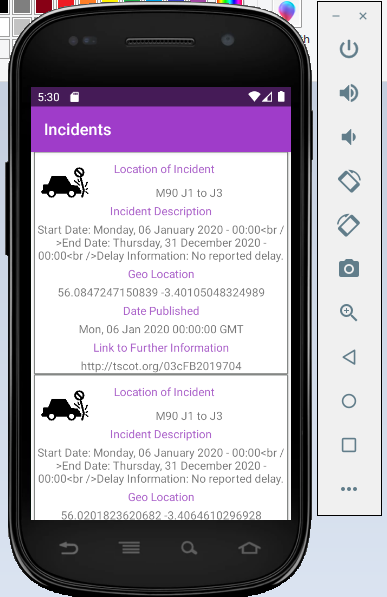 h
5:30
Incidents
Location of Incident
M90 J1 to J3
Incident Description
Start Date: Monday, 06 January 2020 - 00:00<br /
>End Date: Thursday, 31 December 2020 -
00:00<br />Delay Information: No reported delay.
Geo Location
56.0847247150839 -3.40105048324989
Date Published
Mon, 06 Jan 2020 00:00:00 GMT
Link to Further Information
http://tscot.org/03cFB2019704
Location of Incident
M90 J1 to J3
Incident Description
Start Date: Monday, 06 January 2020 - 00:00<br /
>End Date: Thursday, 31 December 2020 -
00:00<br />Delay Information: No reported delay.
Geo Location
56.0201823620682 -3.4064610296928